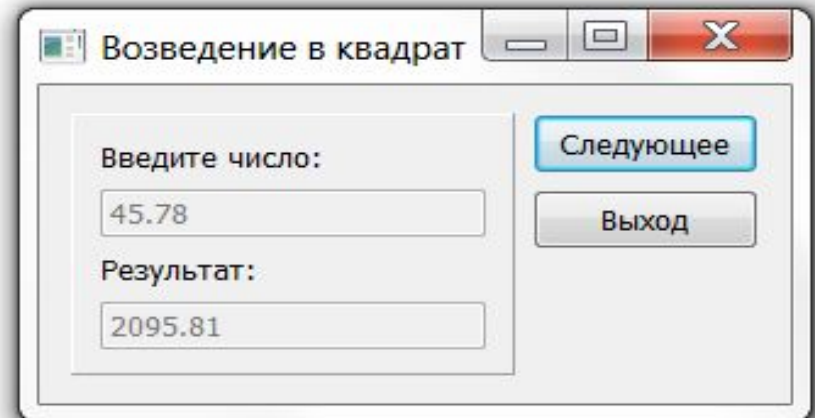 Возведение в квадрат
Введите число:
45.78
Результат:
2095.81
Следующее
Выход